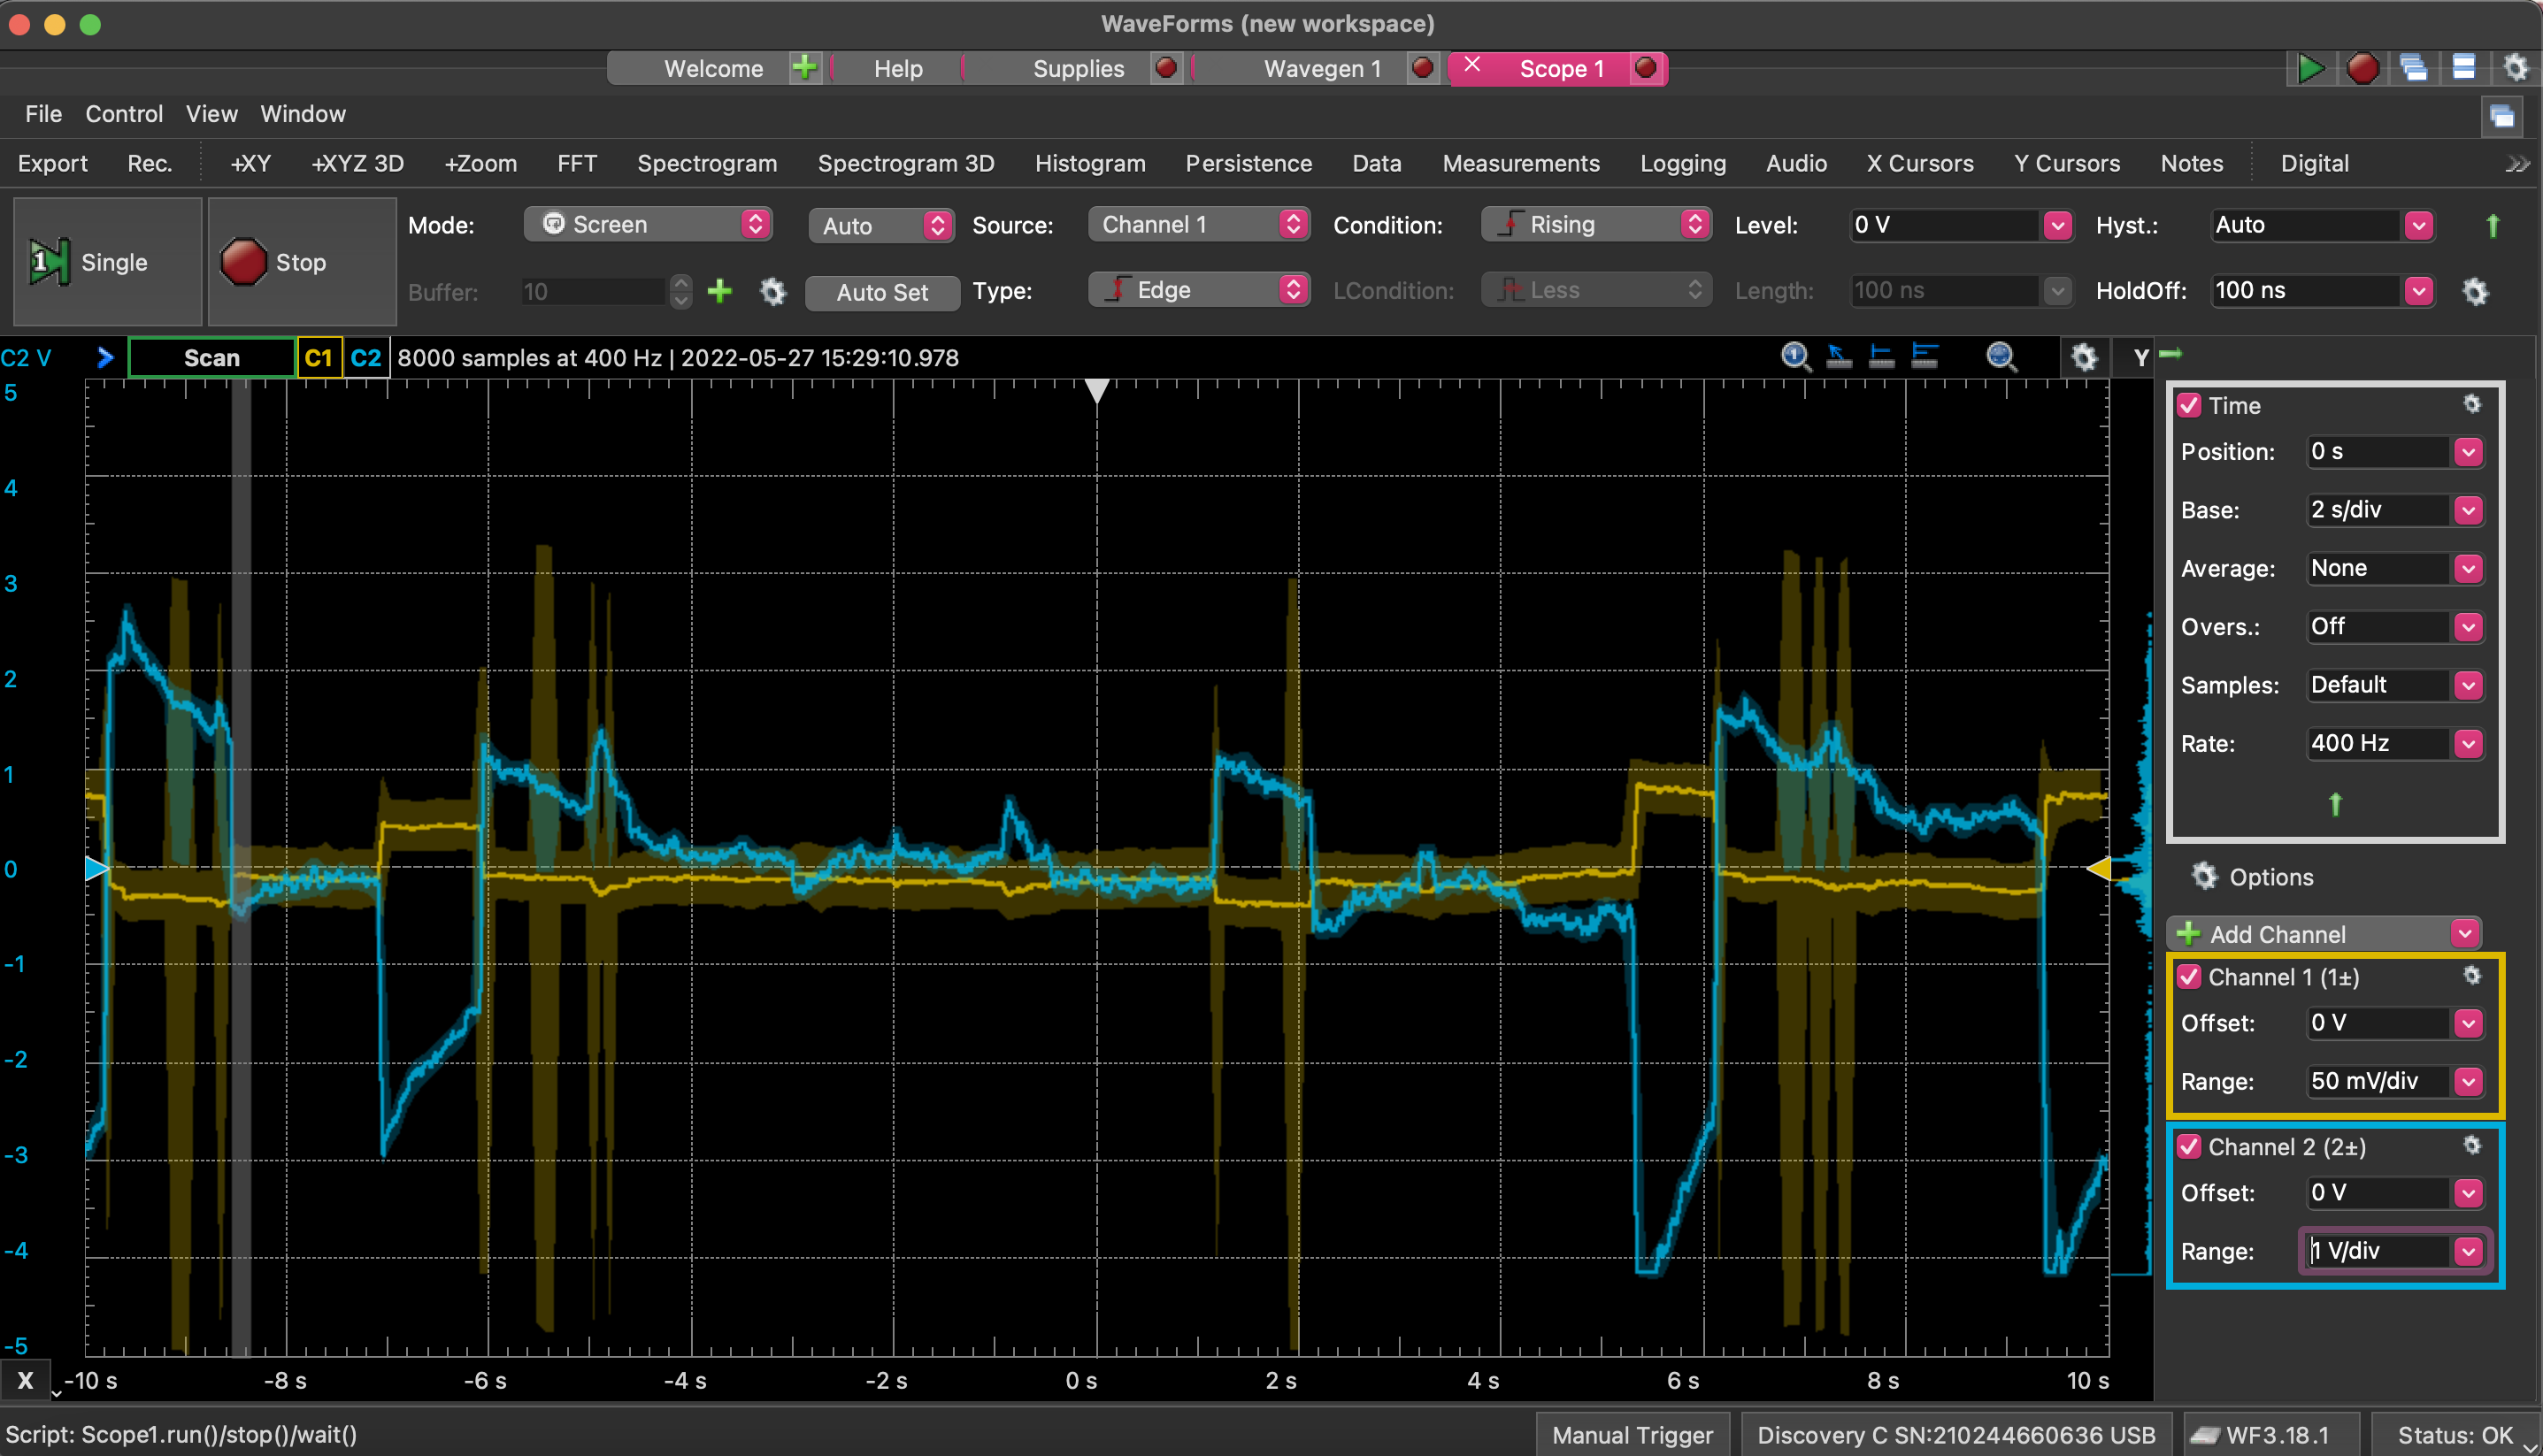 WaveForms (new workspace)
Welcome Help Supplies Wavegen 1 Scope 1
File Control View Window
Export Rec. +XY +XYZ 3D +Zoom FFT Spectrogram Spectrogram 3D Histogram Persistence Data Measurements Logging Audio X Cursors Y Cursors Notes Digital
1 Single Stop Mode: Screen Auto Source: Channel 1 Condition: Rising Level: 0 V Hyst.: Auto
Buffer: 10 Auto Set Type: Edge LCondition: Less Length: 100 ns HoldOff: 100 ns
C2 V Scan C1 C2 8000 samples at 400 Hz | 2022-05-27 15:29:10.978 Y
5
4
3
2
1
0
-1
-2
-3
-4
-5
X -10 s -8 s -6 s -4 s -2 s 0 s 2 s 4 s 6 s 8 s 10 s
Time
Position: 0 s
Base: 2 s/div
Average: None
Overs.: Off
Samples: Default
Rate: 400 Hz
Options
Add Channel
Channel 1 (1±)
Offset: 0 V
Range: 50 mV/div
Channel 2 (2±)
Offset: 0 V
Range: 1 V/div
Script: Scope1.run()/stop()/wait() Manual Trigger Discovery C SN:210244660636 USB WF3.18.1 Status: OK